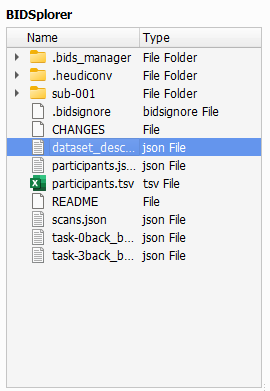 BIDSplorer
Name Type
.bids_manager File Folder
.heudiconv File Folder
sub-001 File Folder
.bidsignore bidsignore File
CHANGES File
dataset_desc... json File
participants.js... json File
participants.tsv tsv File
README File
scans.json json File
task-0back_b... json File
task-3back_b... json File